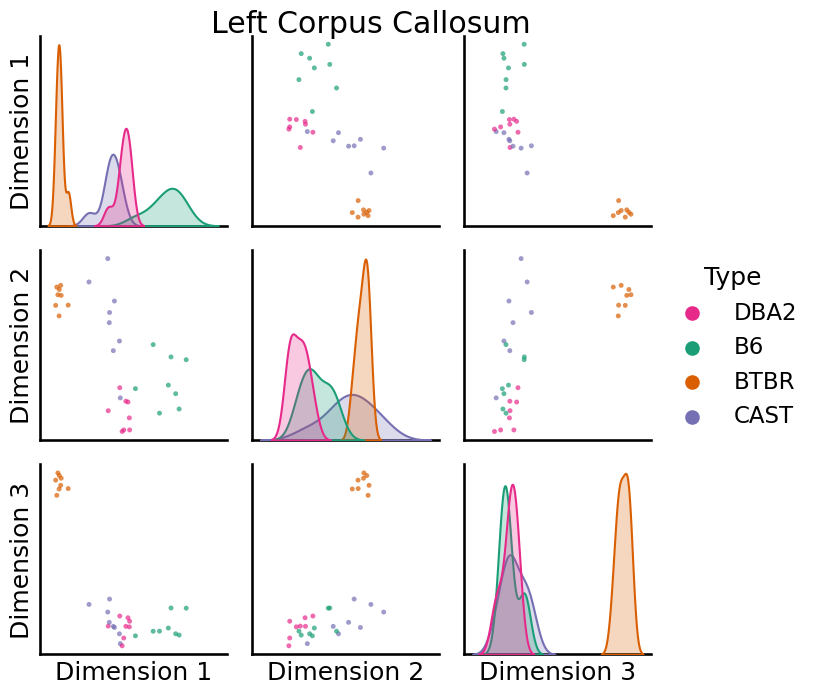 Left Corpus Callosum
Dimension 1
Dimension 2
Dimension 3
Type
DBA2
B6
BTBR
CAST
Dimension 1
Dimension 2
Dimension 3